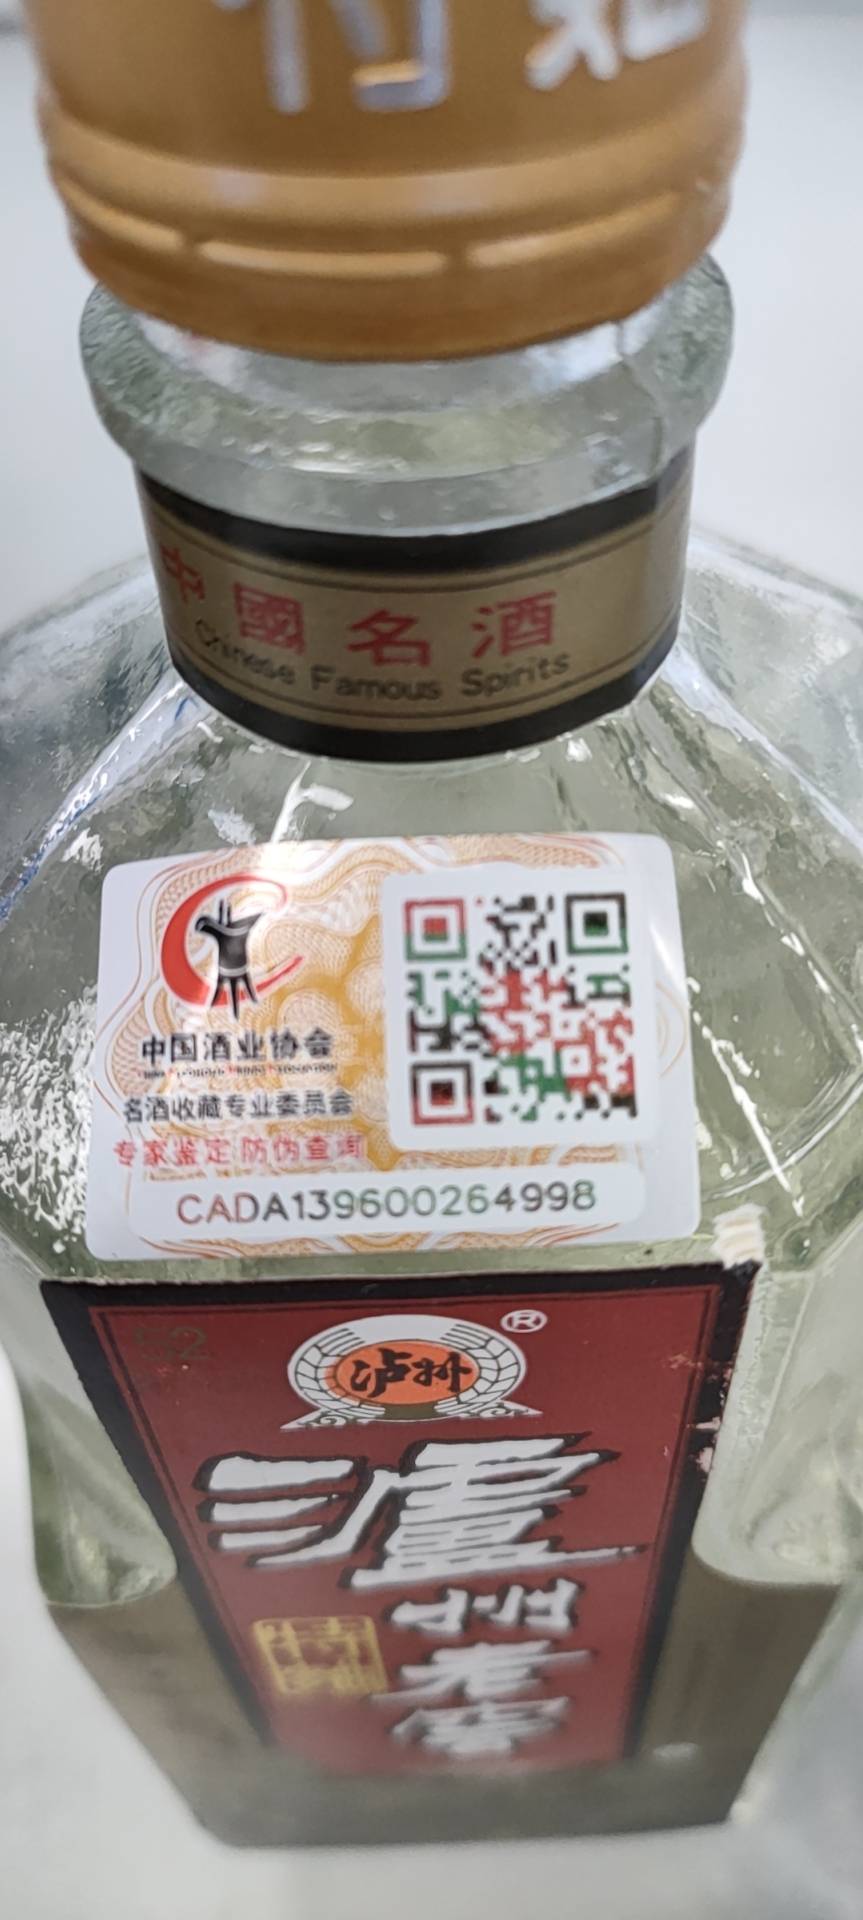 中國名酒
Chinese Famous Spirits
中国酒业协会
名酒收藏专业委员会
专家鉴定 防伪查询
CADA139600264998
52
泸州
®
瀘州老窖